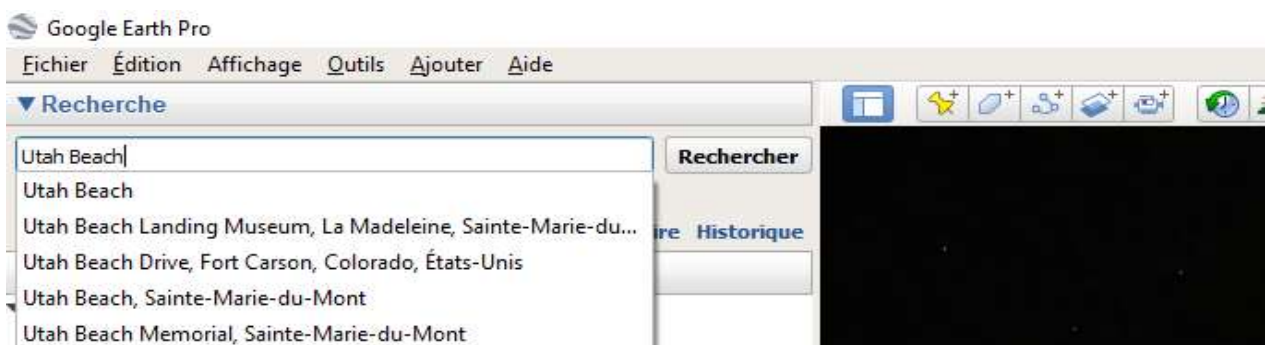 Google Earth Pro
Fichier Édition Affichage Outils Ajouter Aide
Recherche
Utah Beach Rechercher
Utah Beach
Utah Beach Landing Museum, La Madeleine, Sainte-Marie-du...
ire Historique
Utah Beach Drive, Fort Carson, Colorado, États-Unis
Utah Beach, Sainte-Marie-du-Mont
Utah Beach Memorial, Sainte-Marie-du-Mont